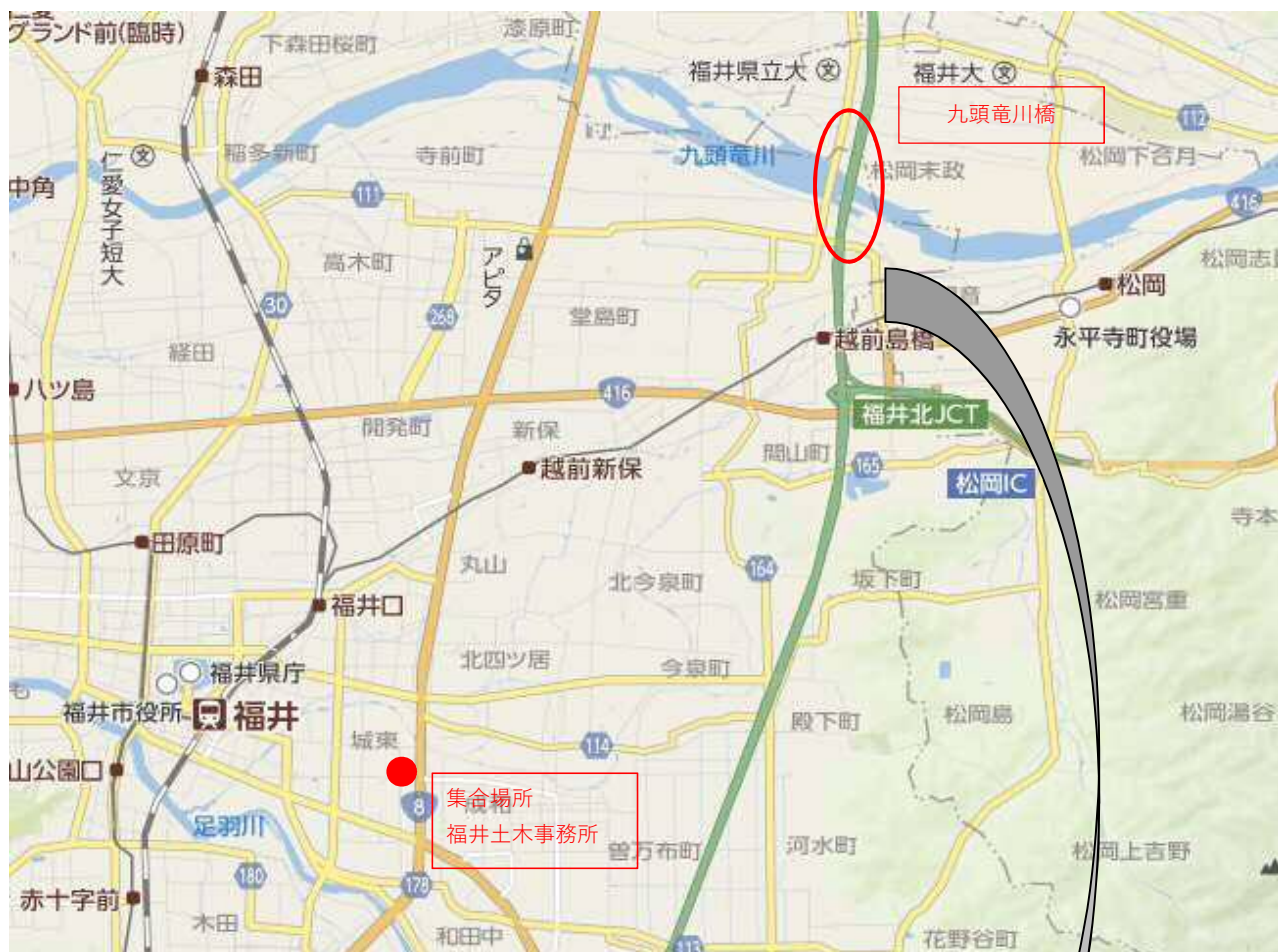 仁愛
グランド前(臨時)
下森田桜町
漆原町
森田
福井県立大
福井大
九頭竜川橋
112
仁愛女子短大
稲多新町
寺前町
九頭竜川
松岡末政
松岡下合月
中角
111
416
高木町
アピタ
松岡志比
30
268
堂島町
松岡
永平寺町役場
経田
越前島橋
八ツ島
416
福井北JCT
開発町
新保
間山町
165
松岡IC
文京
越前新保
寺本
田原町
丸山
北今泉町
164
坂下町
松岡宮重
福井口
福井県庁
北四ツ居
今泉町
福井市役所
福井
殿下町
松岡島
松岡湯谷
城東
114
山公園口
集合場所
8
成和
福井土木事務所
足羽川
曽万布町
河水町
松岡上吉野
180
178
赤十字前
木田
和田中
113
花野谷町